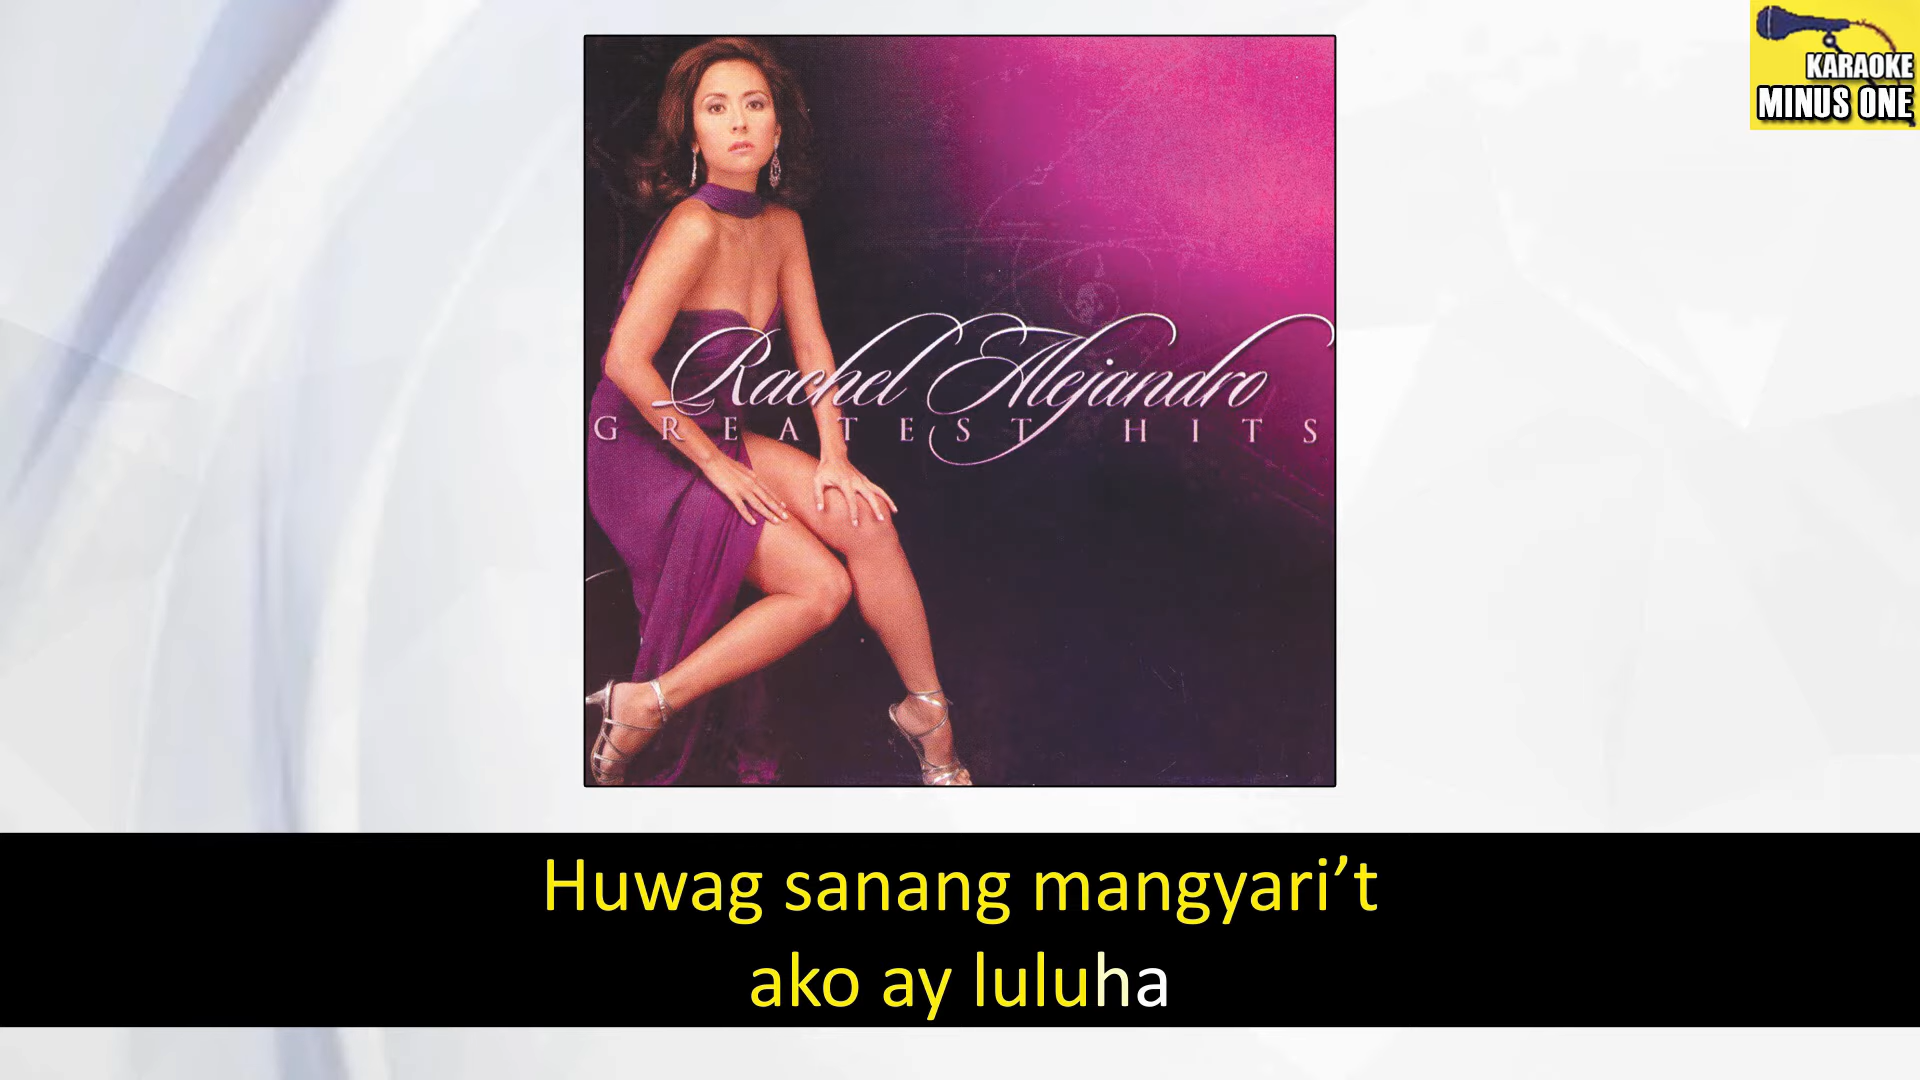 KARAOKE
MINUS ONE
Rachel Alejandro
GREATEST HITS
Huwag sanang mangyari’t
ako ay luluha